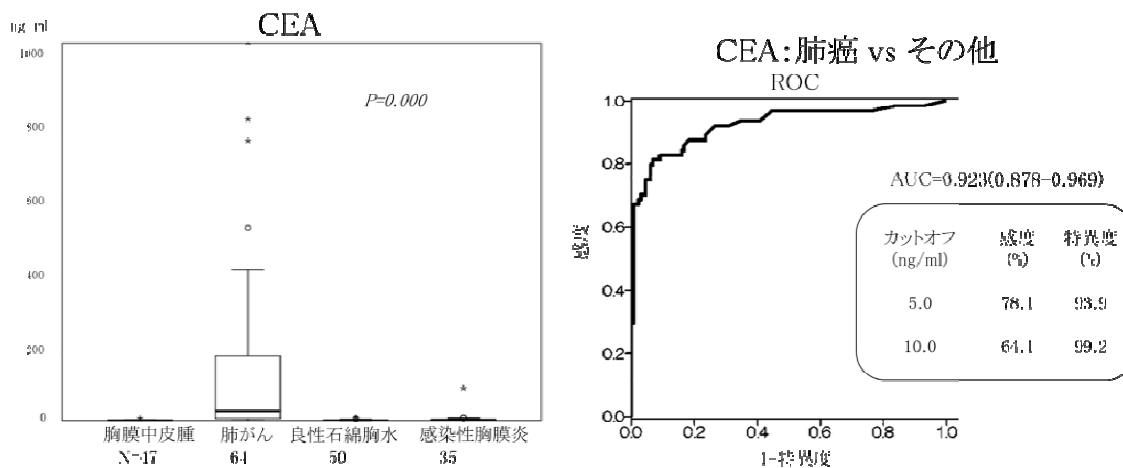 CEA
ng ml
1000
800
600
400
200
0
P=0.000
胸膜中皮腫 肺がん 良性石綿胸水 感染性胸膜炎
N=47 64 50 35
CEA:肺癌 vs その他
ROC
1.0
0.8
0.6
0.4
0.2
0.0
感度
0.0 0.2 0.4 0.6 0.8 1.0
1-特異度
AUC=0.923(0.878-0.969)
カットオフ 感度 特異度
(ng/ml) (%) (%)
5.0 78.1 93.9
10.0 64.1 99.2